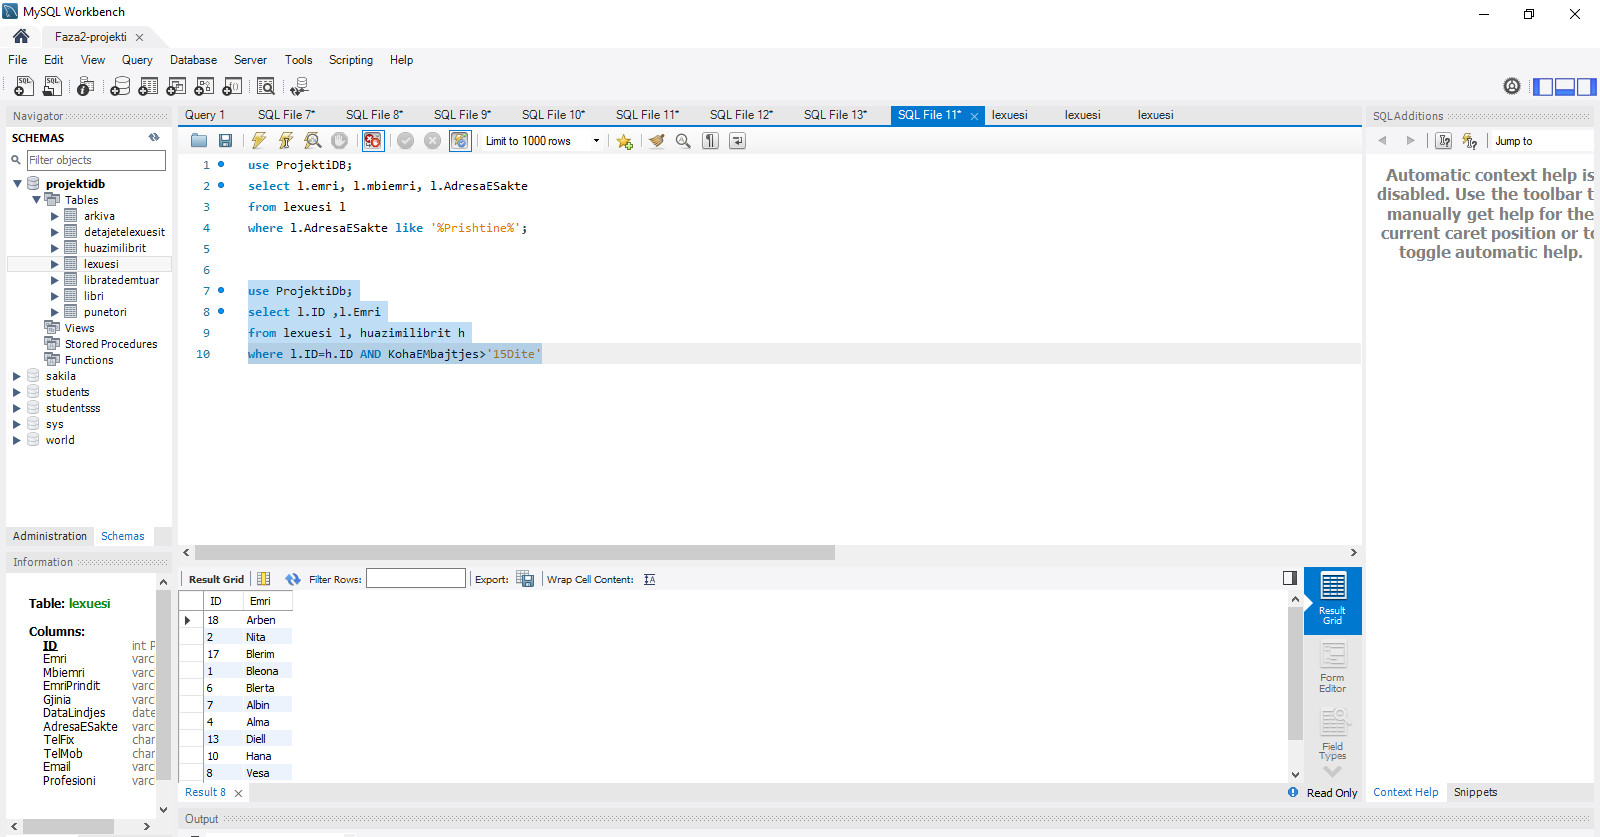 MySQL Workbench
Faza2-projekti
File Edit View Query Database Server Tools Scripting Help
Navigator
SCHEMAS
Filter objects
projektidb
Tables
arkiva
detajetelexuesit
huazimilibrit
lexuesi
libratedemtuar
libri
punetori
Views
Stored Procedures
Functions
sakila
students
studentsss
sys
world
Administration Schemas
Information
Table: lexuesi
Columns:
ID int P
Emri varc
Mbiemri varc
EmriPrindit varc
Gjinia varc
DataLindjes date
AdresaESakte varc
TelFix char
TelMob char
Email varc
Profesioni varc
Query 1 SQL File 7* SQL File 8* SQL File 9* SQL File 10* SQL File 11* SQL File 12* SQL File 13* SQL File 11* lexuesi lexuesi lexuesi
Limit to 1000 rows
1 use ProjektiDB;
2 select l.emri, l.mbiemri, l.AdresaESakte
3 from lexuesi l
4 where l.AdresaESakte like '%Prishtine%';
5
6
7 use ProjektiDb;
8 select l.ID ,l.Emri
9 from lexuesi l, huazimilibrit h
10 where l.ID=h.ID AND KohaEMbajtjes>'15Dite'
Result Grid Filter Rows: Export: Wrap Cell Content:
ID Emri
18 Arben
2 Nita
17 Blerim
1 Bleona
6 Blerta
7 Albin
4 Alma
13 Diell
10 Hana
8 Vesa
Result Grid
Form Editor
Field Types
Result 8
Read Only
Output
SQLAdditions
Jump to
Automatic context help is
disabled. Use the toolbar t
manually get help for the
current caret position or to
toggle automatic help.
Context Help Snippets